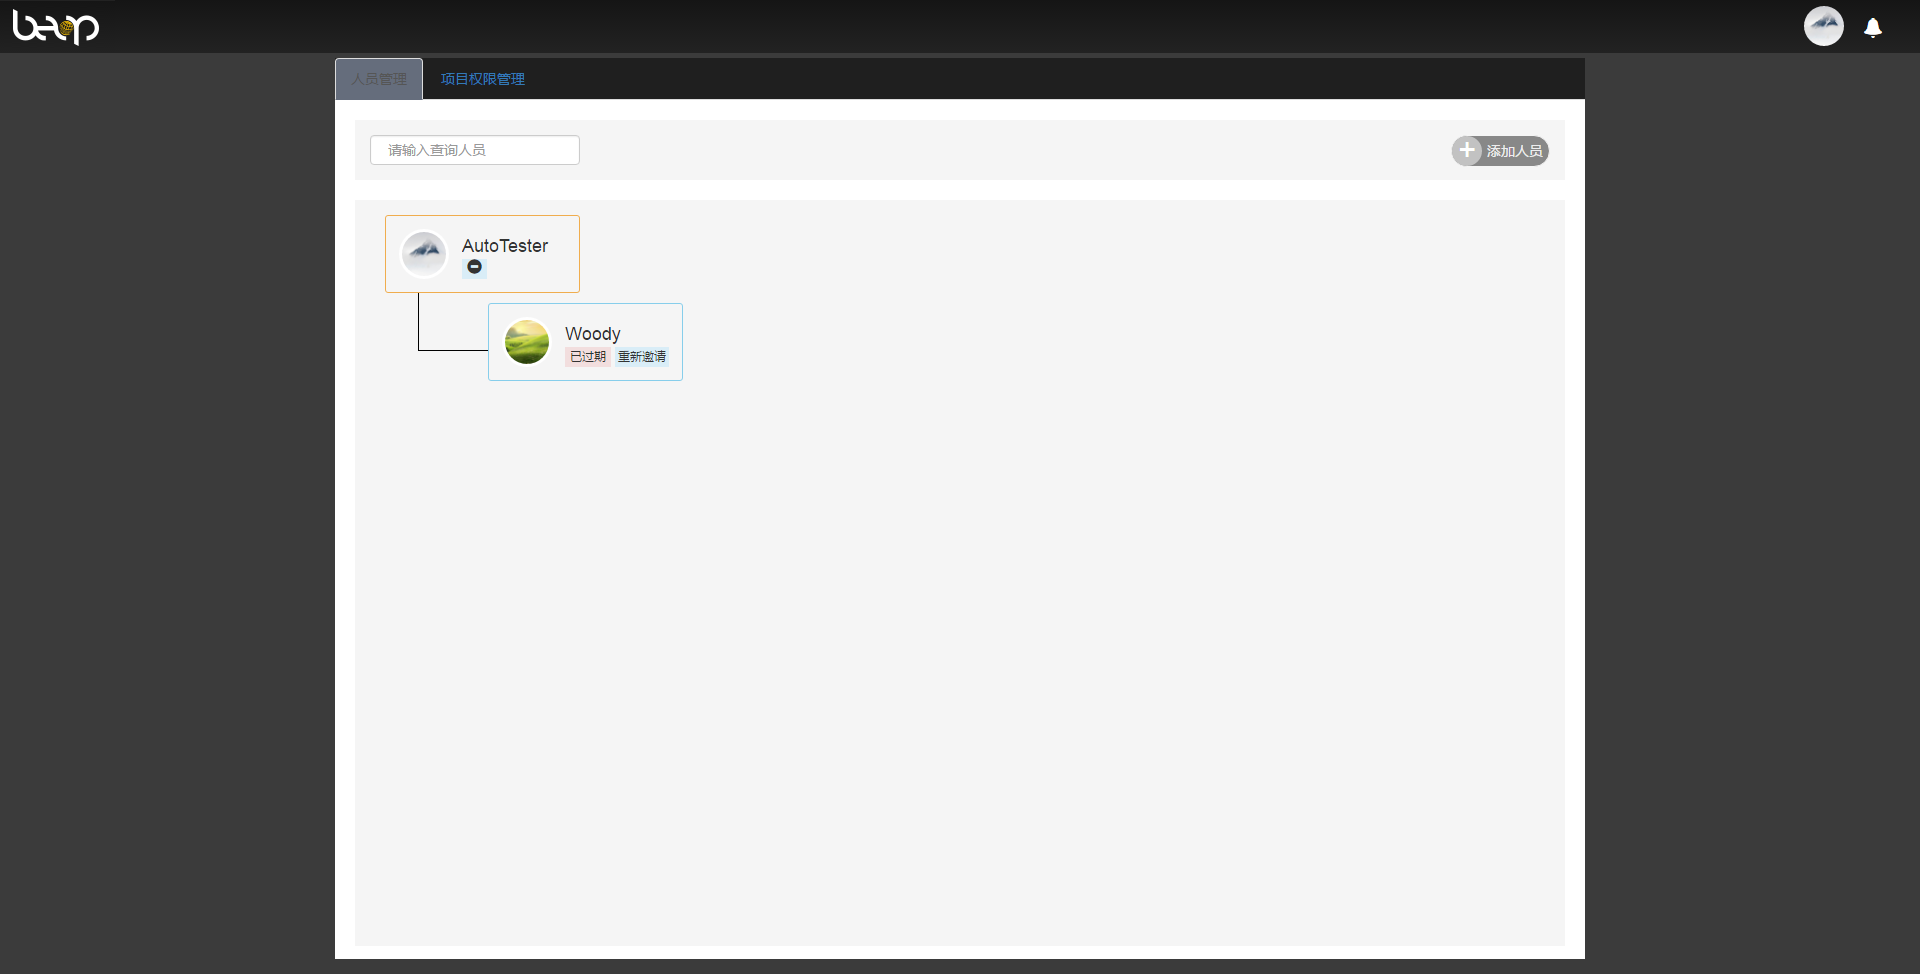 beop
人员管理 项目权限管理
请输入查询人员
添加人员
AutoTester
Woody
已过期 重新邀请